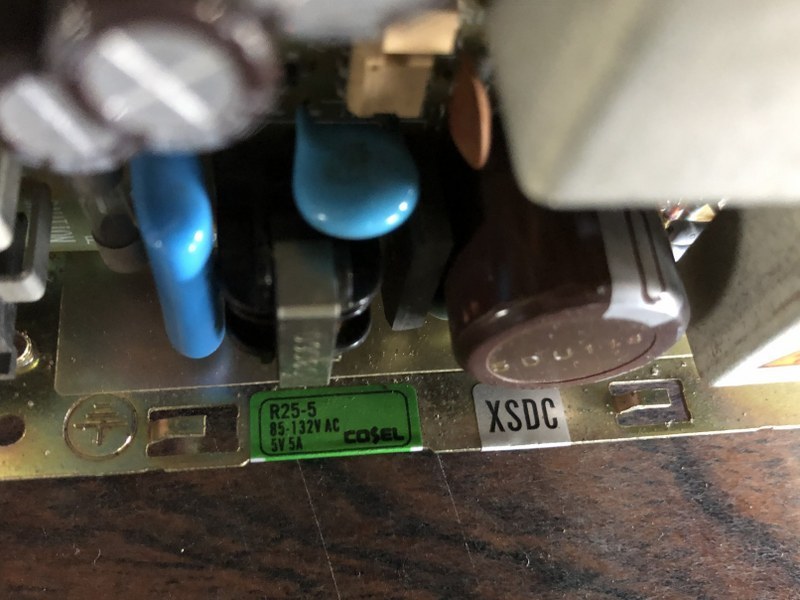 R25-5
85-132V AC
5V 5A
COSEL
XSDC